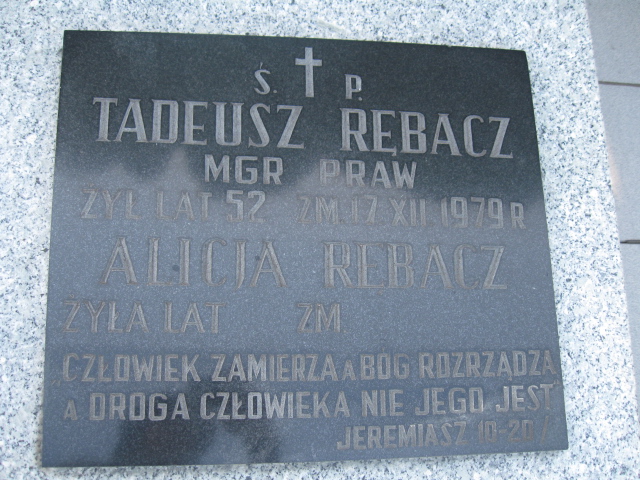 Ś. P.
TADEUSZ RĘBACZ
MGR PRAW
ŻYŁ LAT 52 ZM. 17 XII 1979 R
ALICJA RĘBACZ
ŻYŁA LAT ZM.
CZŁOWIEK ZAMIERZA A BÓG ROZRZĄDZA
A DROGA CZŁOWIEKA NIE JEGO JEST
JEREMIASZ 10-20/